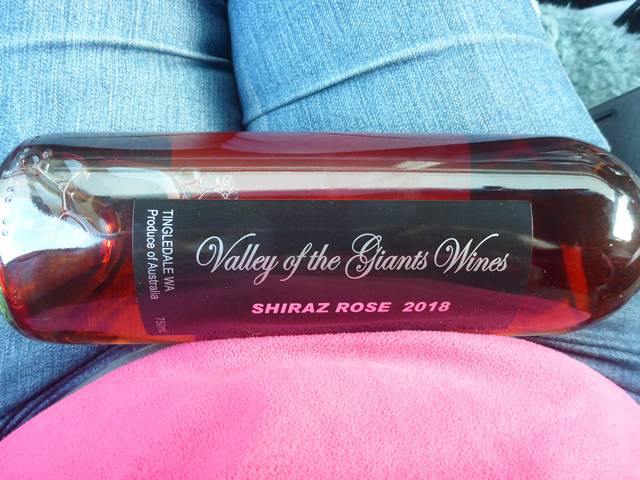 Valley of the Giants Wines
SHIRAZ ROSE 2018
TINGLEDALE WA
Produce of Australia
750ml